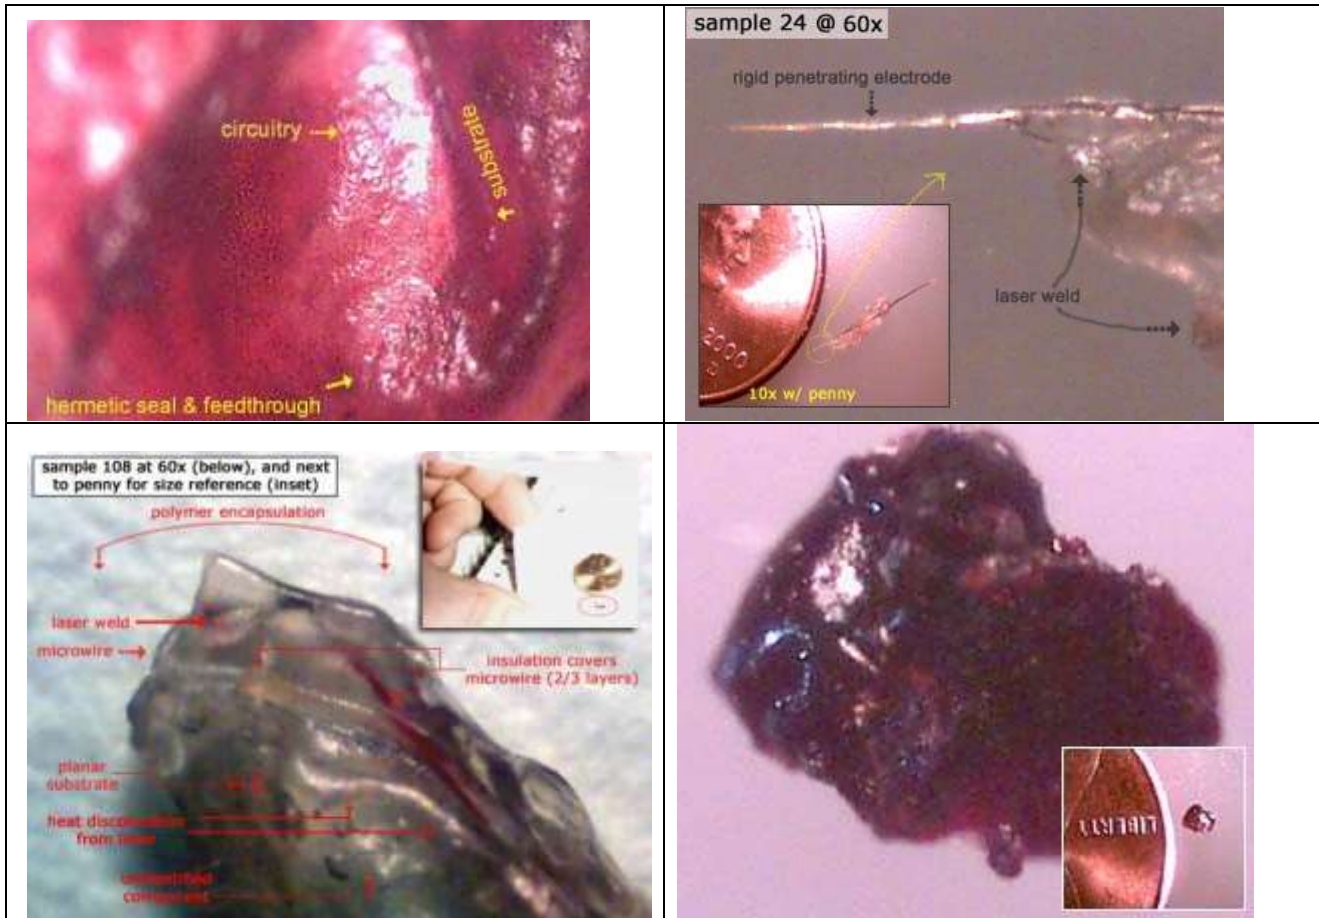 circuitry
substrate
hermetic seal & feedthrough
sample 24 @ 60x
rigid penetrating electrode
laser weld
2000
10x w/ penny
sample 108 at 60x (below), and next
to penny for size reference (inset)
polymer encapsulation
laser weld
microwire
insulation covers
microwire (2/3 layers)
planar
substrate
heat discoloration
from laser
component
LIBERTY